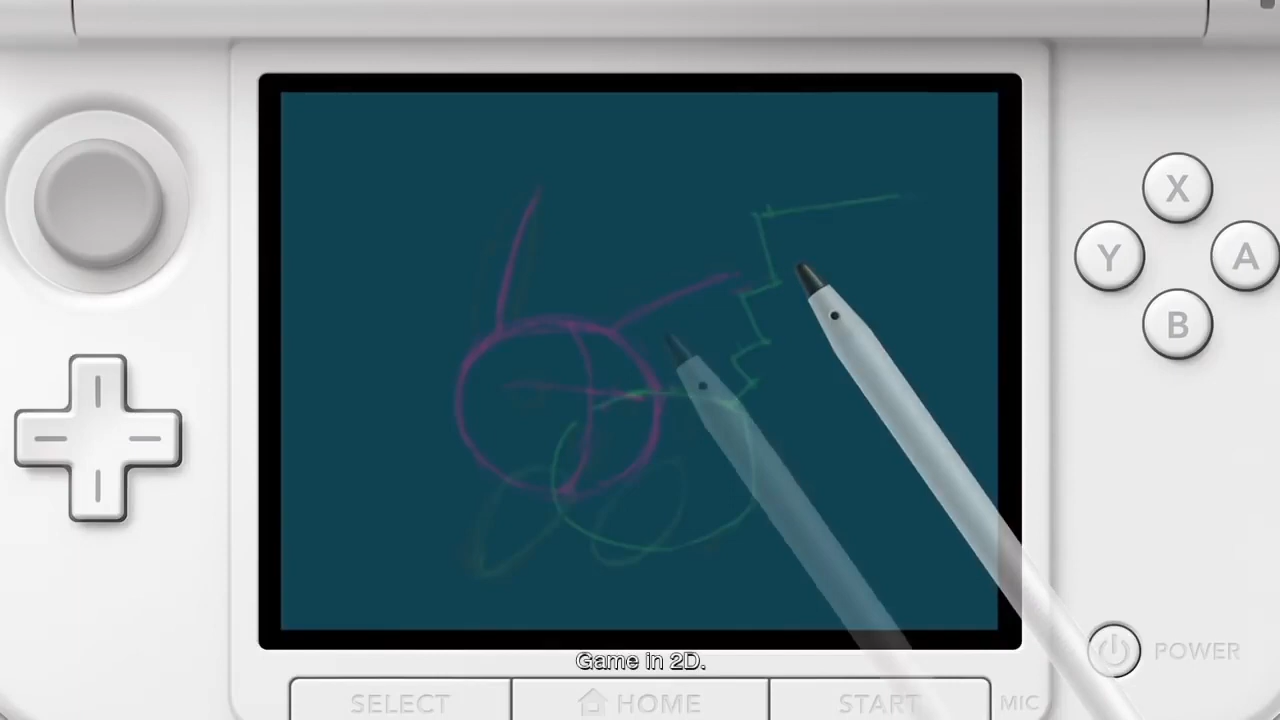 X
Y
A
B
POWER
Game in 2D.
SELECT
HOME
START
MIC